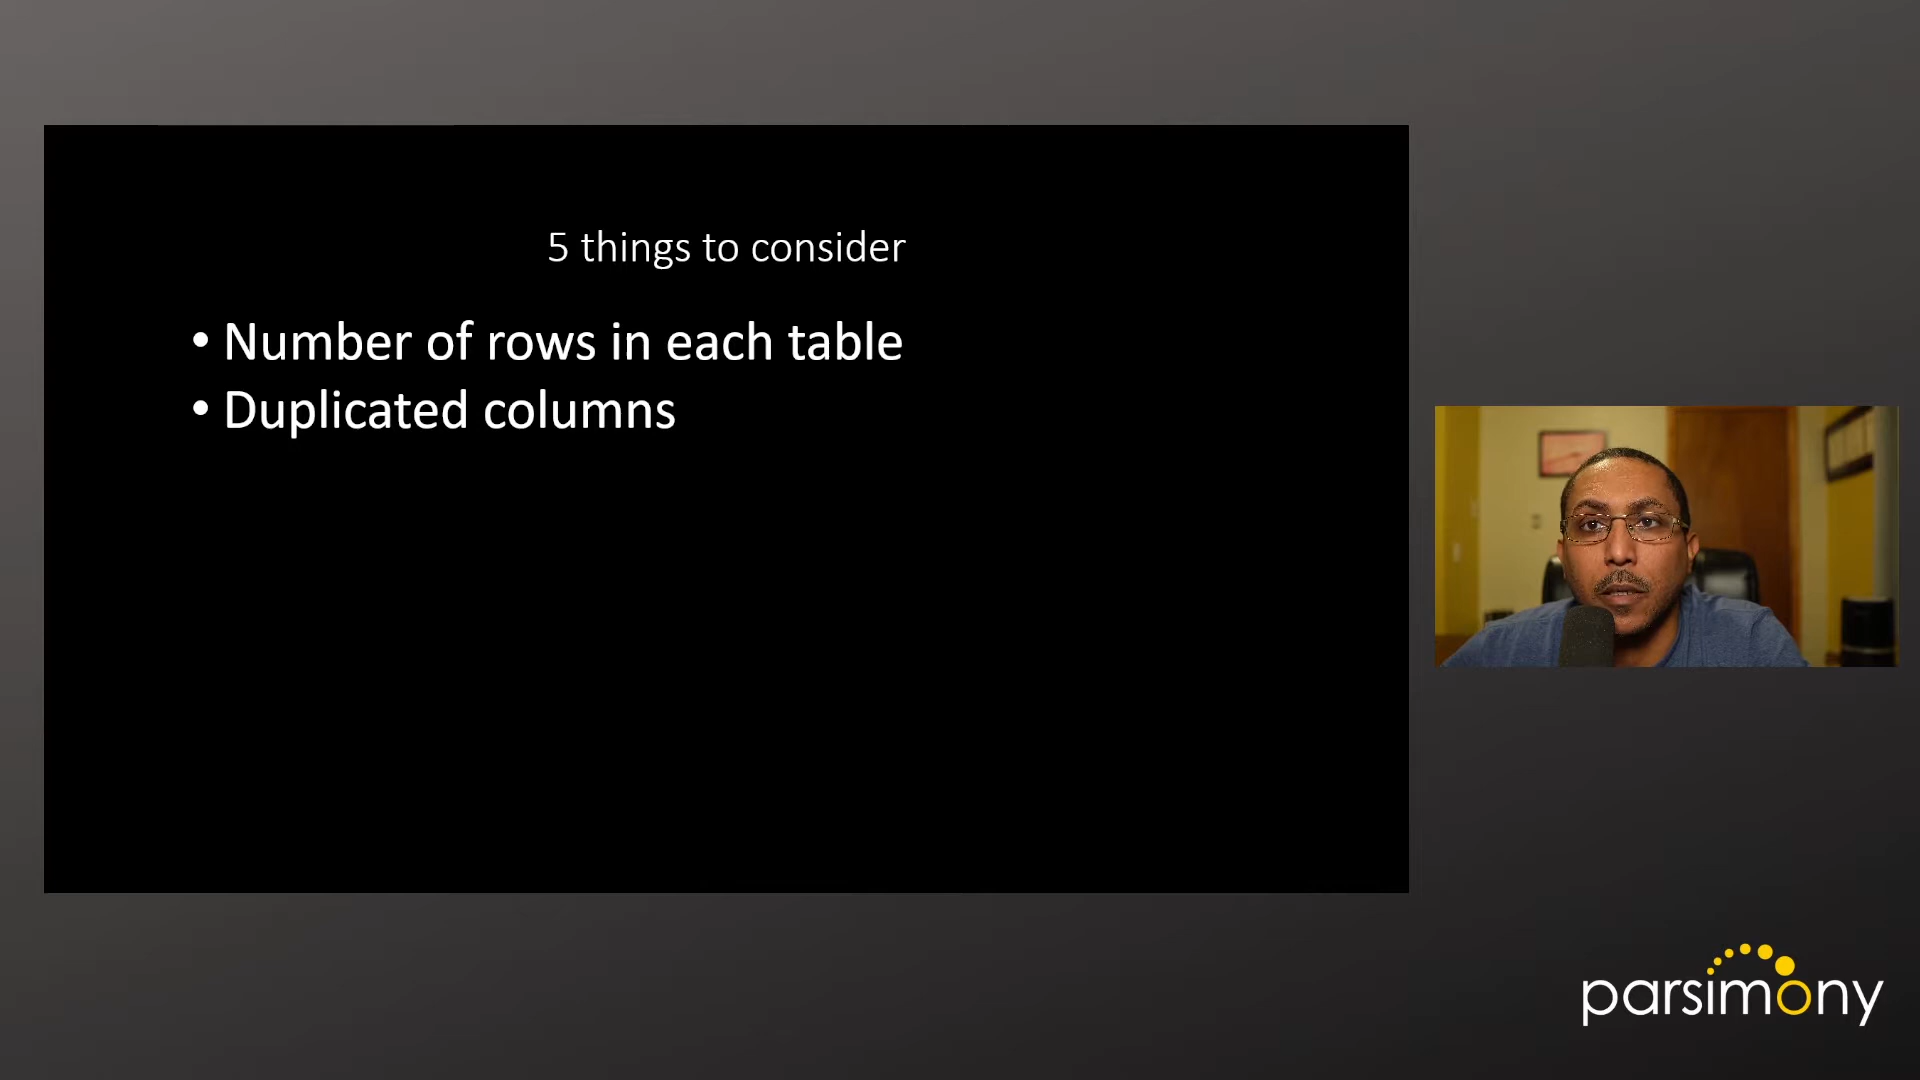 5 things to consider
• Number of rows in each table
• Duplicated columns
parsimony